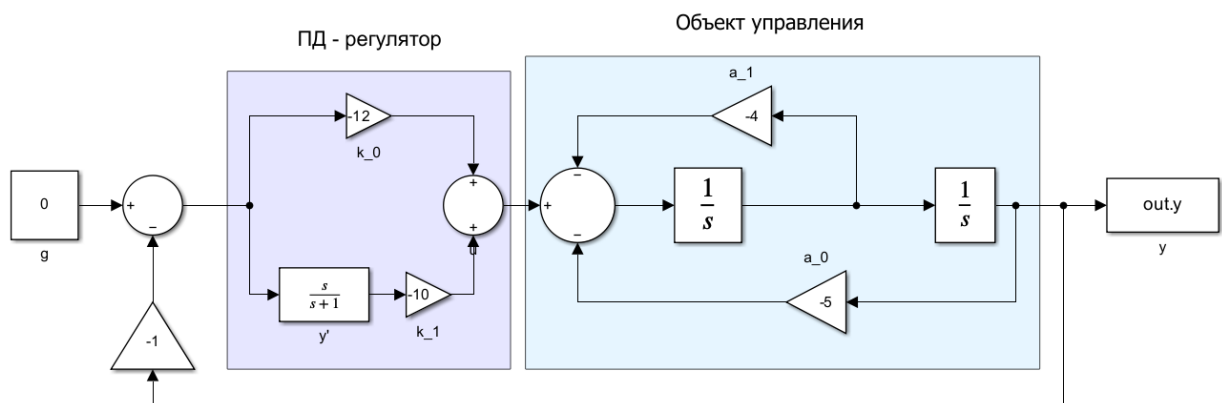 Объект управления
ПД - регулятор
a_1
-4
-12
k_0
0
g
+
−
+
+
u
−
+
−
1
s
1
s
out.y
y
a_0
-5
s
s + 1
y'
-10
k_1
-1